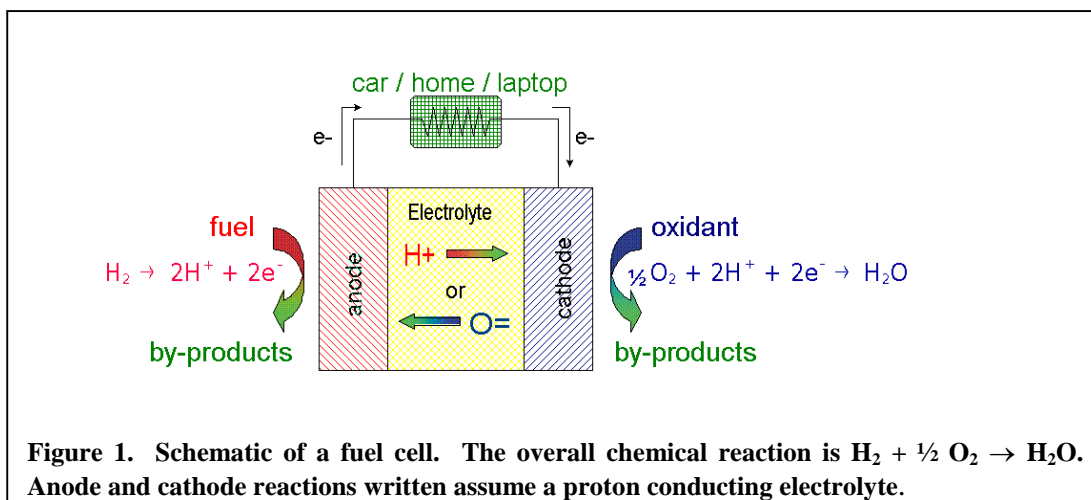 car / home / laptop
e-
e-
fuel
Electrolyte
oxidant
H+
H₂ → 2H⁺ + 2e⁻
anode
or
cathode
½O₂ + 2H⁺ + 2e⁻ → H₂O
O=
by-products
by-products
Figure 1. Schematic of a fuel cell. The overall chemical reaction is H₂ + ½ O₂ → H₂O.
Anode and cathode reactions written assume a proton conducting electrolyte.